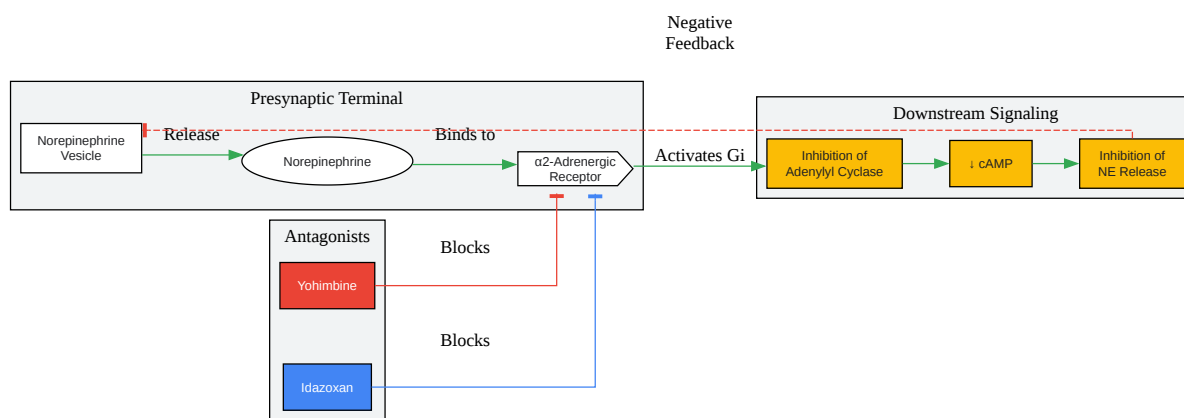 Negative
Feedback
Presynaptic Terminal
Downstream Signaling
Norepinephrine
Vesicle
Release
Norepinephrine
Binds to
α2-Adrenergic
Receptor
Activates Gi
Inhibition of
Adenylyl Cyclase
↓ cAMP
Inhibition of
NE Release
Antagonists
Blocks
Yohimbine
Blocks
Idazoxan